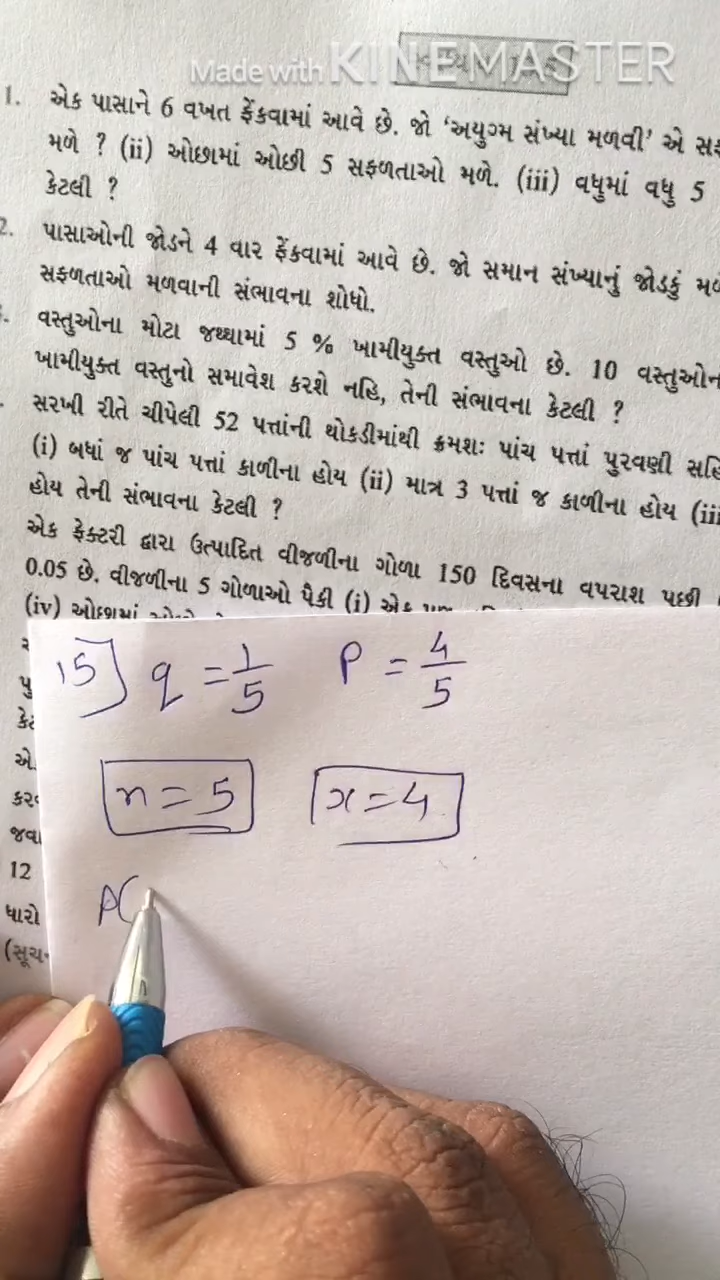 Made with KINEMASTER
1. એક પાસાને 6 વખત ફેંકવામાં આવે છે. જો ‘અયુગ્મ સંખ્યા મળવી’ એ
મળે ? (ii) ઓછામાં ઓછી 5 સફળતાઓ મળે. (iii) વધુમાં વધુ 5
કેટલી ?
2. પાસાઓની જોડને 4 વાર ફેંકવામાં આવે છે. જો સમાન સંખ્યાનું જોડકું
સફળતાઓ મળવાની સંભાવના શોધો.
વસ્તુઓના મોટા જથ્થામાં 5 % ખામીયુક્ત વસ્તુઓ છે. 10
ખામીયુક્ત વસ્તુનો સમાવેશ કરશે નહિ, તેની સંભાવના કેટલી ?
સરખી રીતે ચીપેલી 52 પત્તાંની થોકડીમાંથી ક્રમશઃ પાંચ પત્તાં પુરવણી
(i) બધાં જ પાંચ પત્તાં કાળીના હોય (ii) માત્ર 3 પત્તાં જ કાળીના હોય (iii
હોય તેની સંભાવના કેટલી ?
એક ફેક્ટરી દ્વારા ઉત્પાદિત વીજળીના ગોળા 150 દિવસના વપરાશ પછી
0.05 છે. વીજળીના 5 ગોળાઓ પૈકી (i) એક
(iv) ઓછામાં
15] q = 1/5 P = 4/5
n = 5 x = 4
P(
12
ધારો